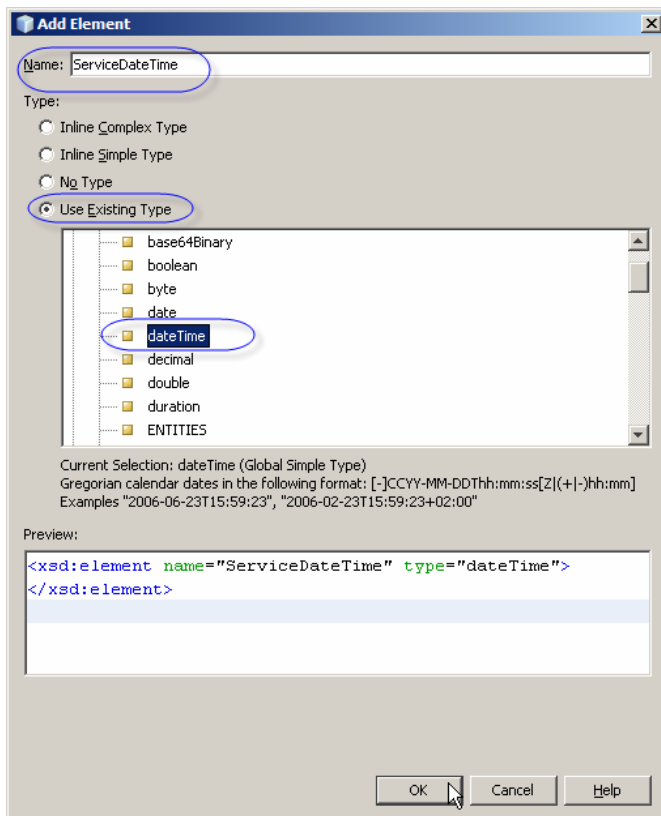 Add Element
Name: ServiceDateTime
Type:
Inline Complex Type
Inline Simple Type
No Type
Use Existing Type
base64Binary
boolean
byte
date
dateTime
decimal
double
duration
ENTITIES
Current Selection: dateTime (Global Simple Type)
Gregorian calendar dates in the following format: [-]CCYY-MM-DDThh:mm:ss[Z|(+|-)hh:mm]
Examples "2006-06-23T15:59:23", "2006-02-23T15:59:23+02:00"
Preview:
<xsd:element name="ServiceDateTime" type="dateTime">
</xsd:element>
OK Cancel Help